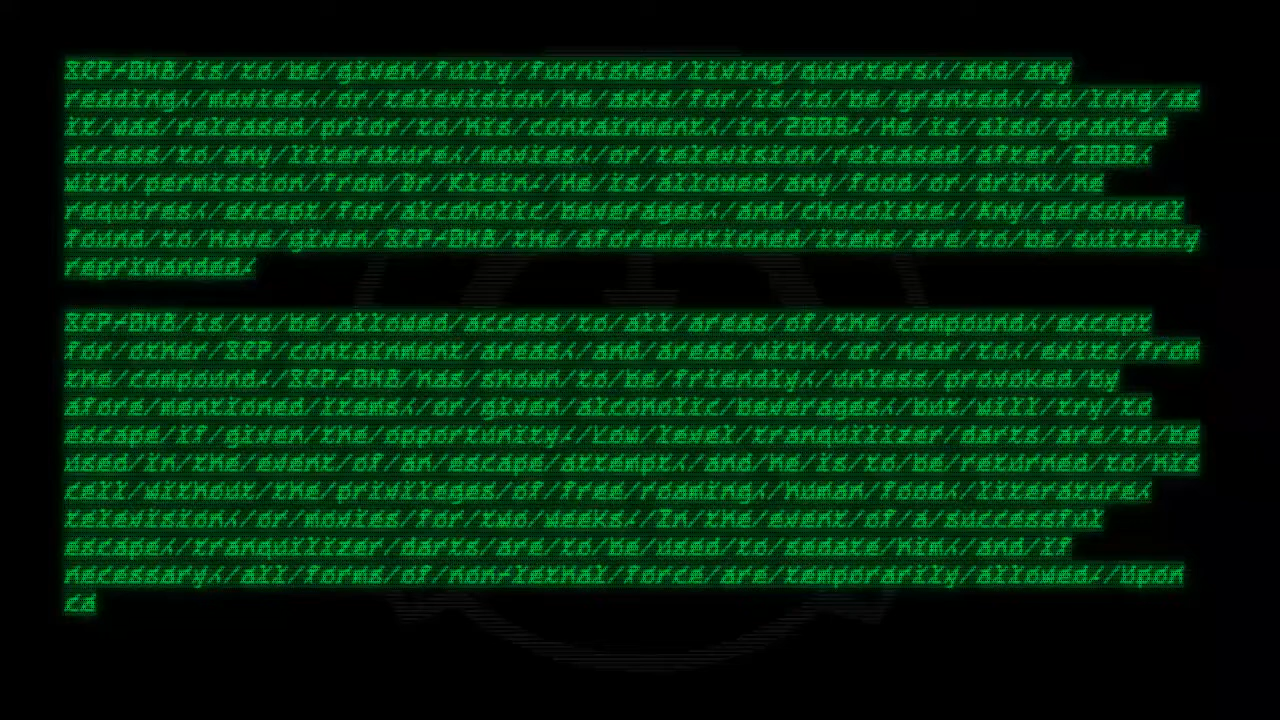 SCP-048/is/to/be/given/fully/furnished/living/quarters,/and/any
reading,/movies,/or/television/he/asks/for/is/to/be/granted,/so/long/as
it/was/released/prior/to/his/containment,/in/2008.//He/is/also/granted
access/to/any/literature,/movies,/or/television/released/after/2008,
with/permission/from/Dr/Klein.//He/is/allowed/any/food/or/drink/he
requires,/except/for/alcoholic/beverages,/and/chocolate.//Any/personnel
found/to/have/given/SCP-048/the/aforementioned/items/are/to/be/suitably
reprimanded.

SCP-048/is/to/be/allowed/access/to/all/areas/of/the/compound,/except
for/other/SCP/containment/areas,/and/areas/with,/or/near/to,/exits/from
the/compound.//SCP-048/has/shown/to/be/friendly,/unless/provoked/by
afore/mentioned/items,/or/given/alcoholic/beverages,/but/will/try/to
escape/if/given/the/opportunity.//Low/level/tranquilizer/darts/are/to/be
used/in/the/event/of/an/escape/attempt,/and/he/is/to/be/returned/to/his
cell/without/the/privileges/of/free/roaming,/human/food,/literature,
television,/or/movies/for/two/weeks.//In/the/event/of/a/successful
escape,/tranquilizer/darts/are/to/be/used/to/sedate/him,/and/if
necessary,/all/forms/of/non-lethal/force/are/temporarily/allowed.//Upon
ca